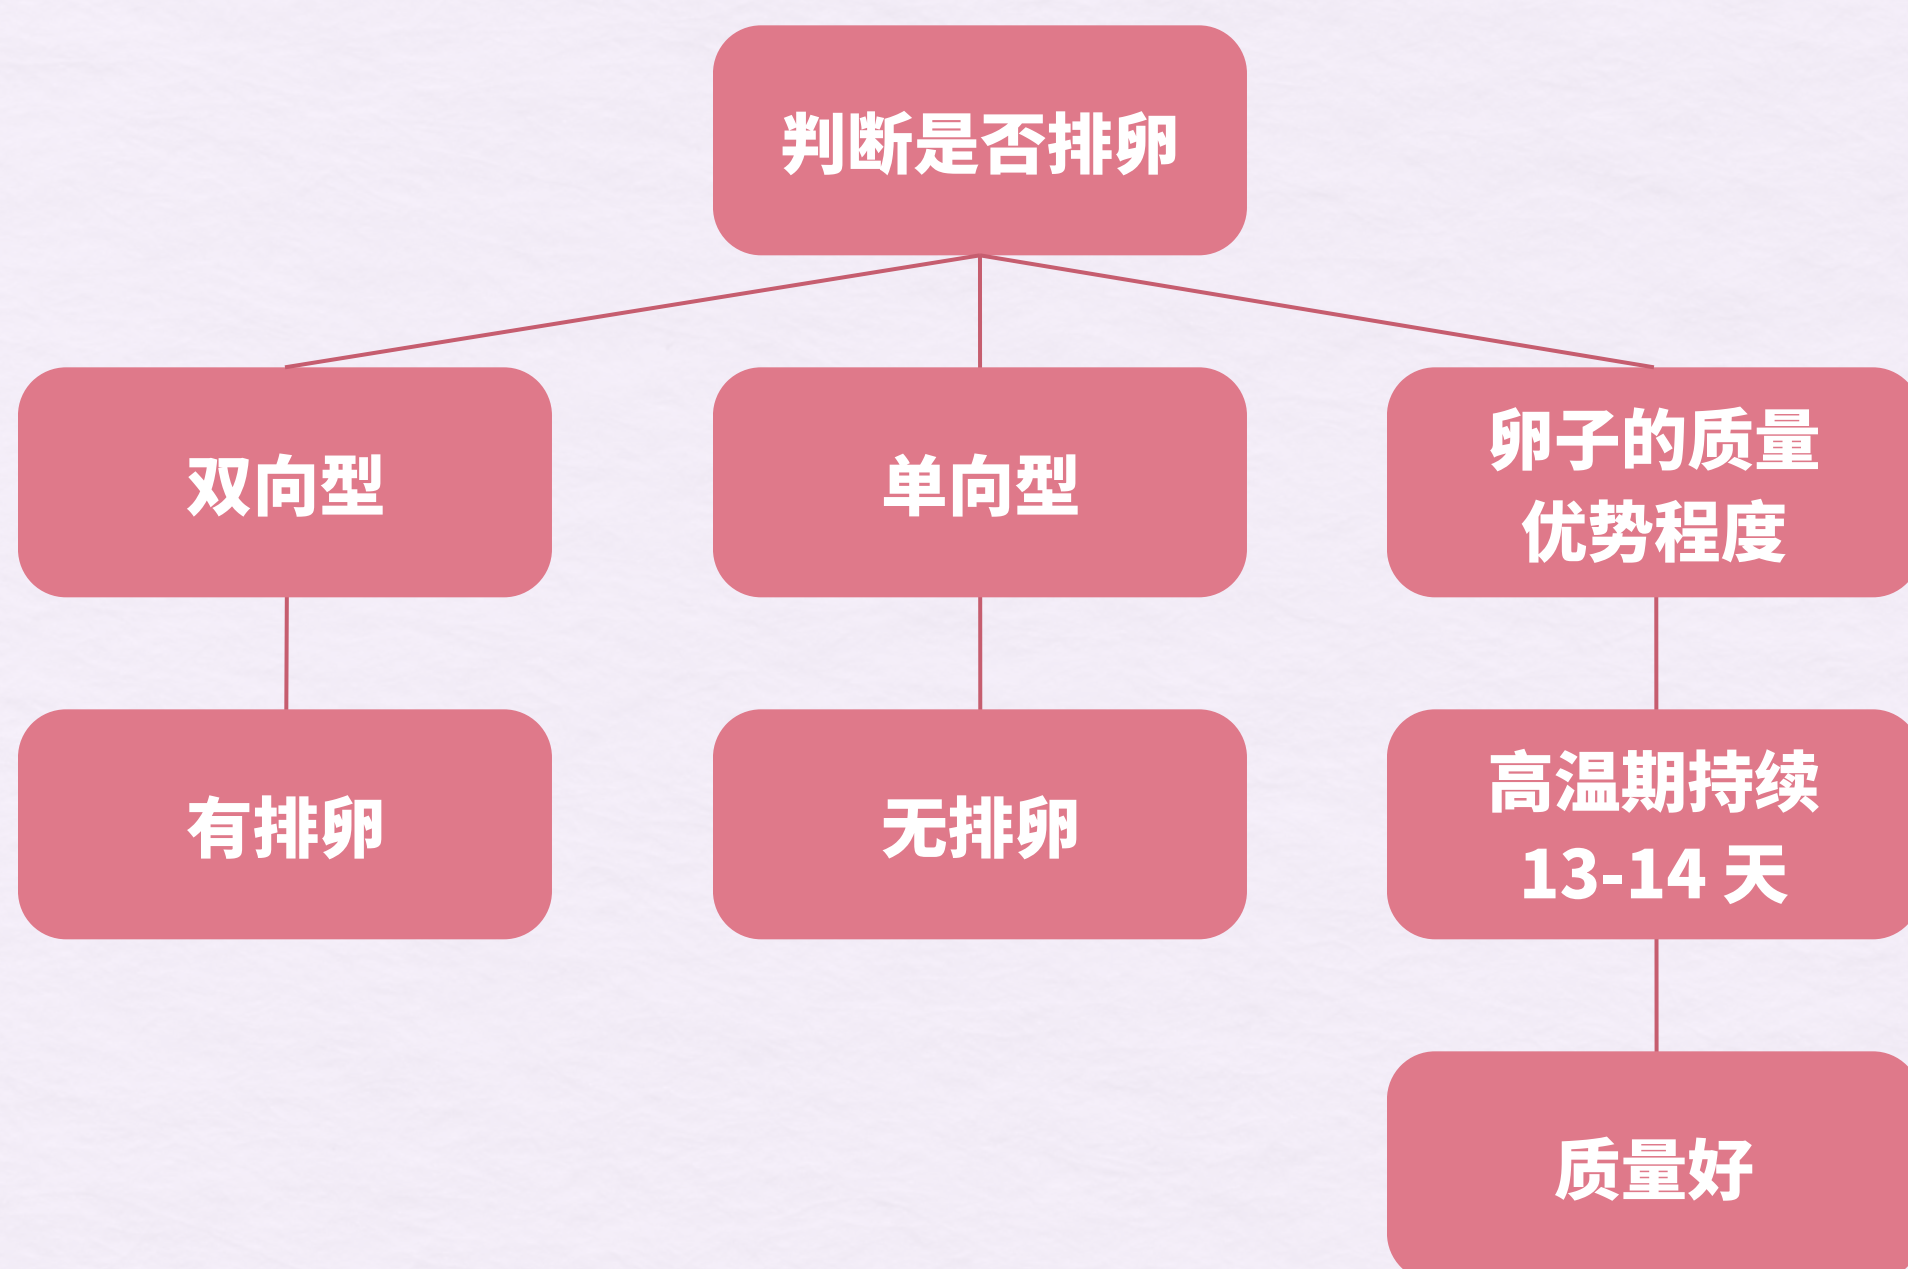 判断是否排卵
双向型
单向型
卵子的质量
优势程度
有排卵
无排卵
高温期持续
13-14 天
质量好